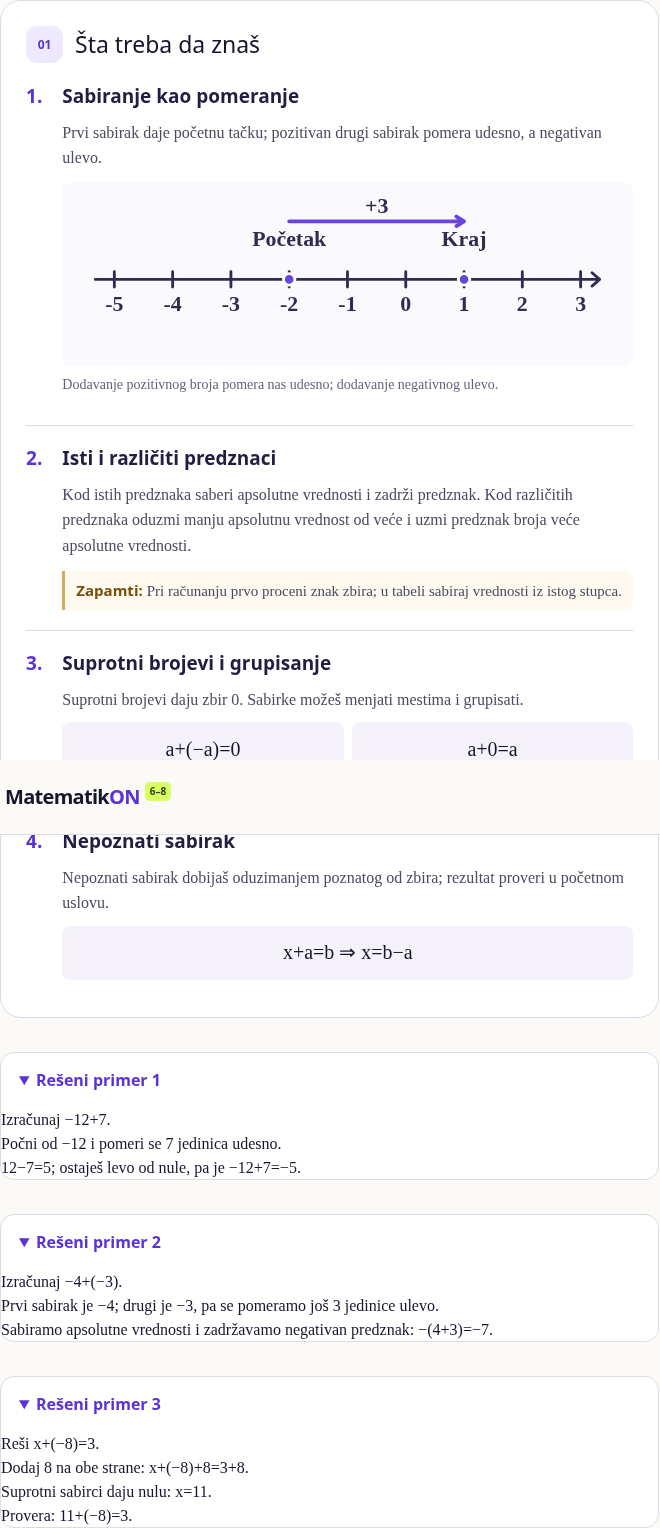 01 Šta treba da znaš
1. Sabiranje kao pomeranje
Prvi sabirak daje početnu tačku; pozitivan drugi sabirak pomera udesno, a negativan
ulevo.
+3
Početak Kraj
-5 -4 -3 -2 -1 0 1 2 3
Dodavanje pozitivnog broja pomera nas udesno; dodavanje negativnog ulevo.
2. Isti i različiti predznaci
Kod istih predznaka saberi apsolutne vrednosti i zadrži predznak. Kod različitih
predznaka oduzmi manju apsolutnu vrednost od veće i uzmi predznak broja veće
apsolutne vrednosti.
Zapamti: Pri računanju prvo proceni znak zbira; u tabeli sabiraj vrednosti iz istog stupca.
3. Suprotni brojevi i grupisanje
Suprotni brojevi daju zbir 0. Sabirke možeš menjati mestima i grupisati.
a+(−a)=0 a+0=a
MatematikON 6–8
4. Nepoznati sabirak
Nepoznati sabirak dobijaš oduzimanjem poznatog od zbira; rezultat proveri u početnom
uslovu.
x+a=b ⇒ x=b−a
▼ Rešeni primer 1
Izračunaj −12+7.
Počni od −12 i pomeri se 7 jedinica udesno.
12−7=5; ostaješ levo od nule, pa je −12+7=−5.
▼ Rešeni primer 2
Izračunaj −4+(−3).
Prvi sabirak je −4; drugi je −3, pa se pomeramo još 3 jedinice ulevo.
Sabiramo apsolutne vrednosti i zadržavamo negativan predznak: −(4+3)=−7.
▼ Rešeni primer 3
Reši x+(−8)=3.
Dodaj 8 na obe strane: x+(−8)+8=3+8.
Suprotni sabirci daju nulu: x=11.
Provera: 11+(−8)=3.